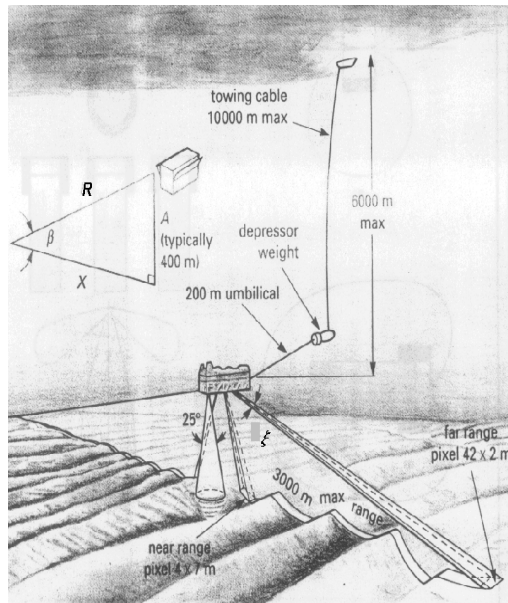 towing cable
10000 m max
R
A
(typically
400 m)
β
X
6000 m
max
depressor
weight
200 m umbilical
25°
ξ
far range
pixel 42 x 2 m
3000 m max range
near range
pixel 4 x 7 m